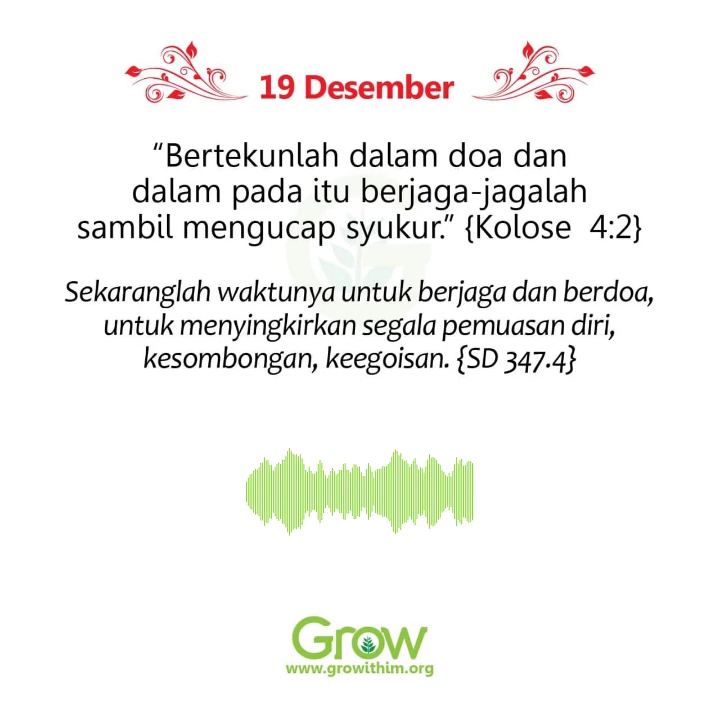 19 Desember
“Bertekunlah dalam doa dan
dalam pada itu berjaga-jagalah
sambil mengucap syukur.” {Kolose  4:2}
Sekaranglah waktunya untuk berjaga dan berdoa,
untuk menyingkirkan segala pemuasan diri,
kesombongan, keegoisan. {SD 347.4}
Grow
www.growithim.org